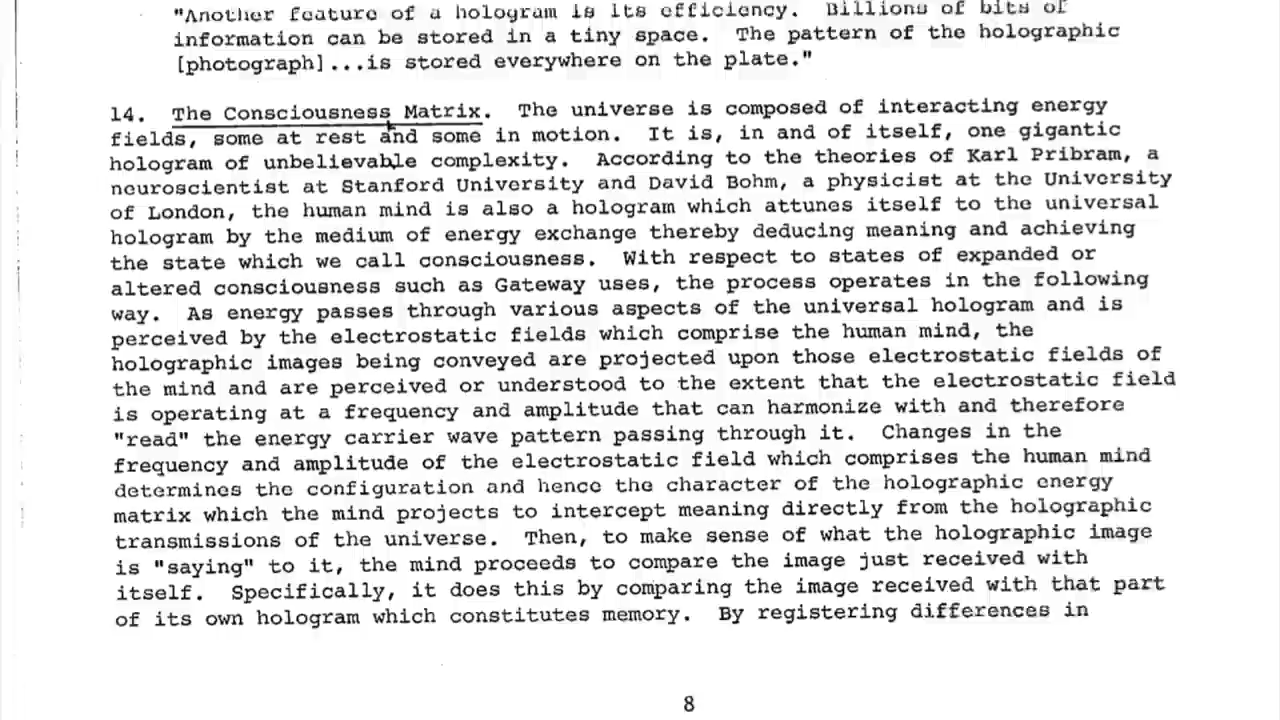 "Another feature of a hologram is its efficiency. Billions of bits of
information can be stored in a tiny space. The pattern of the holographic
[photograph]...is stored everywhere on the plate."
14. The Consciousness Matrix. The universe is composed of interacting energy
fields, some at rest and some in motion. It is, in and of itself, one gigantic
hologram of unbelievable complexity. According to the theories of Karl Pribram, a
neuroscientist at Stanford University and David Bohm, a physicist at the University
of London, the human mind is also a hologram which attunes itself to the universal
hologram by the medium of energy exchange thereby deducing meaning and achieving
the state which we call consciousness. With respect to states of expanded or
altered consciousness such as Gateway uses, the process operates in the following
way. As energy passes through various aspects of the universal hologram and is
perceived by the electrostatic fields which comprise the human mind, the
holographic images being conveyed are projected upon those electrostatic fields of
the mind and are perceived or understood to the extent that the electrostatic field
is operating at a frequency and amplitude that can harmonize with and therefore
"read" the energy carrier wave pattern passing through it. Changes in the
frequency and amplitude of the electrostatic field which comprises the human mind
determines the configuration and hence the character of the holographic energy
matrix which the mind projects to intercept meaning directly from the holographic
transmissions of the universe. Then, to make sense of what the holographic image
is "saying" to it, the mind proceeds to compare the image just received with
itself. Specifically, it does this by comparing the image received with that part
of its own hologram which constitutes memory. By registering differences in
8